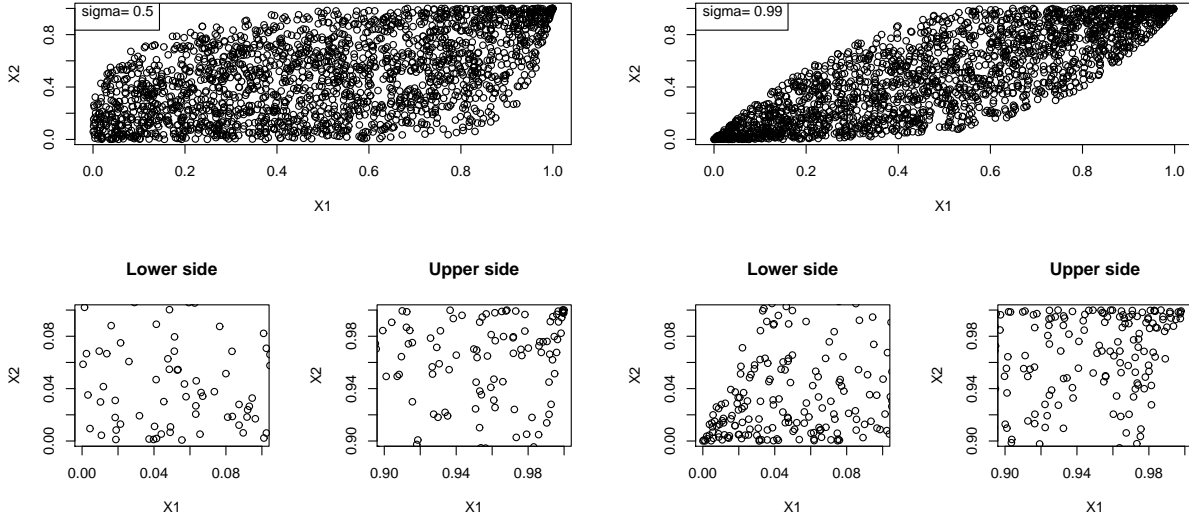 sigma= 0.5
X2
0.0 0.4 0.8
0.0 0.2 0.4 0.6 0.8 1.0
X1
sigma= 0.99
X2
0.0 0.4 0.8
0.0 0.2 0.4 0.6 0.8 1.0
X1
Lower side
X2
0.00 0.04 0.08
0.00 0.04 0.08
X1
Upper side
X2
0.90 0.94 0.98
0.90 0.94 0.98
X1
Lower side
X2
0.00 0.04 0.08
0.00 0.04 0.08
X1
Upper side
X2
0.90 0.94 0.98
0.90 0.94 0.98
X1